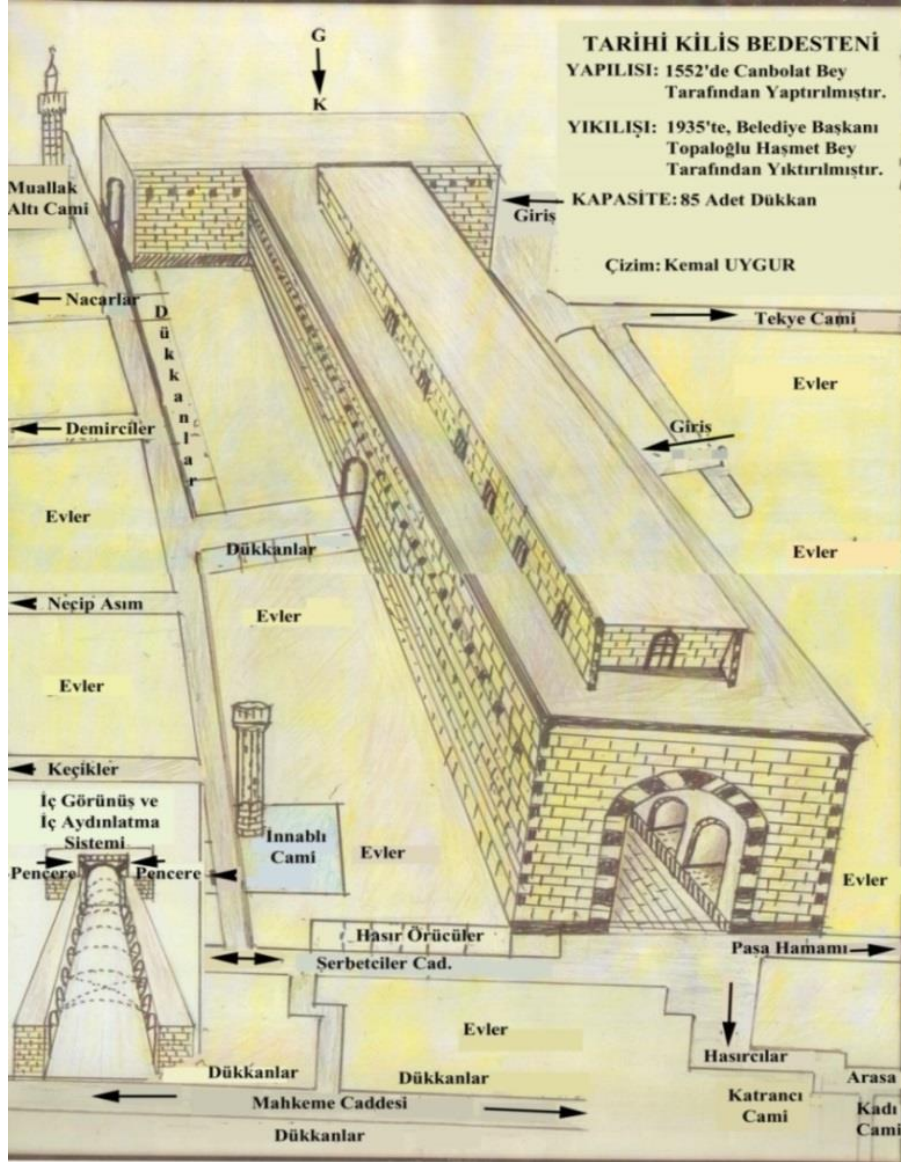 G
K
TARİHİ KİLİS BEDESTENİ
YAPILISI: 1552'de Canbolat Bey
Tarafından Yaptırılmıştır.
YIKILIŞI: 1935'te, Belediye Başkanı
Topaloğlu Haşmet Bey
Tarafından Yıktırılmıştır.
KAPASİTE: 85 Adet Dükkan
Çizim: Kemal UYGUR
Giriş
Muallak
Altı Cami
Nacarlar
Dükkanlar
Tekye Cami
Evler
Demirciler
Giriş
Evler
Dükkanlar
Evler
Neçip Asım
Evler
Evler
Keçikler
İç Görünüş ve
İç Aydınlatma
Sistemi
Pencere
Pencere
İnnablı
Cami
Evler
Evler
Hasır Örücüler
Paşa Hamamı
Şerbetciler Cad.
Evler
Hasırcılar
Dükkanlar
Dükkanlar
Arasa
Mahkeme Caddesi
Katrancı
Cami
Kadı
Cami
Dükkanlar